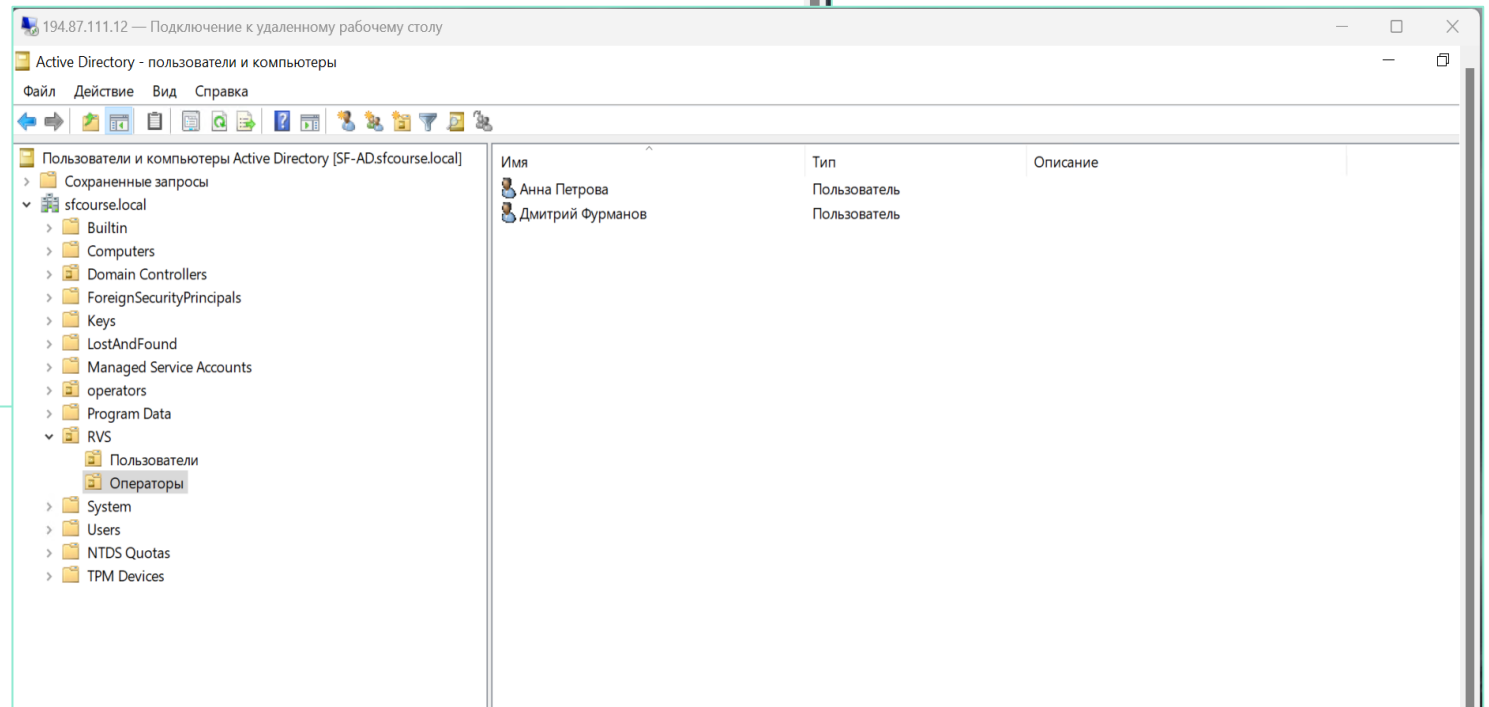 194.87.111.12 — Подключение к удаленному рабочему столу
Active Directory - пользователи и компьютеры
Файл Действие Вид Справка
Пользователи и компьютеры Active Directory [SF-AD.sfcourse.local]
Сохраненные запросы
sfcourse.local
Builtin
Computers
Domain Controllers
ForeignSecurityPrincipals
Keys
LostAndFound
Managed Service Accounts
operators
Program Data
RVS
Пользователи
Операторы
System
Users
NTDS Quotas
TPM Devices
Имя Тип Описание
Анна Петрова Пользователь
Дмитрий Фурманов Пользователь